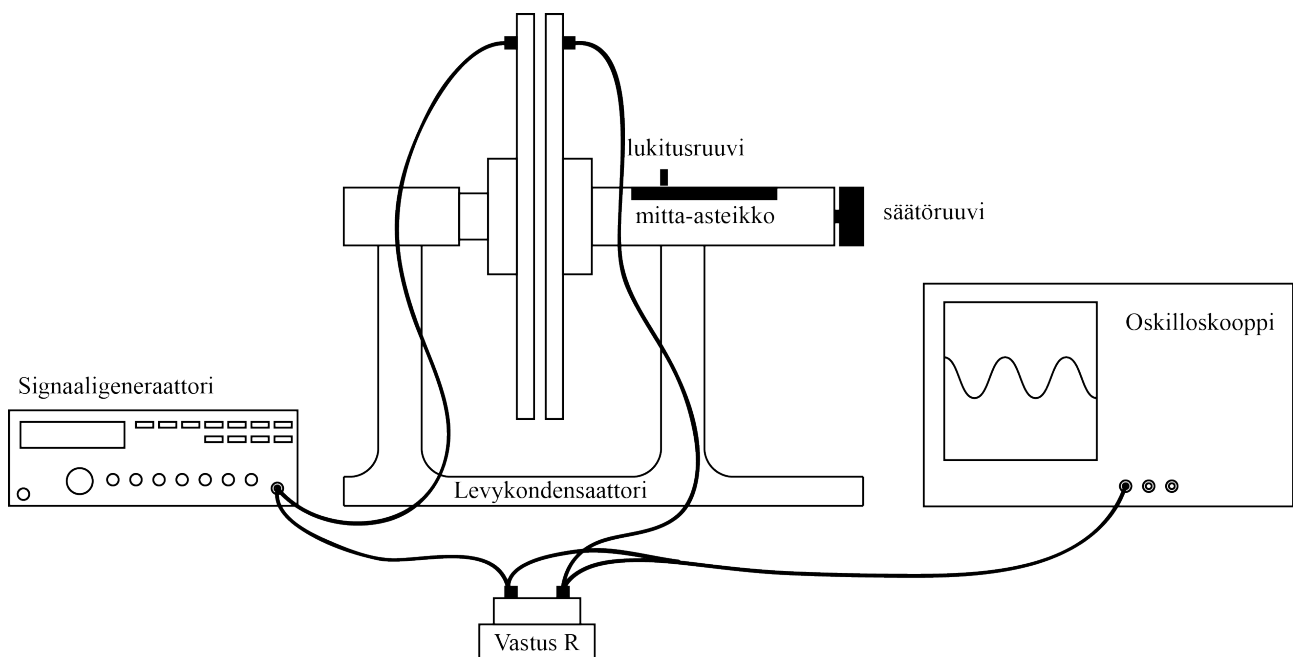 lukitusruuvi
mitta-asteikko
säätöruuvi
Oskilloskooppi
Signaaligeneraattori
Levykondensaattori
Vastus R